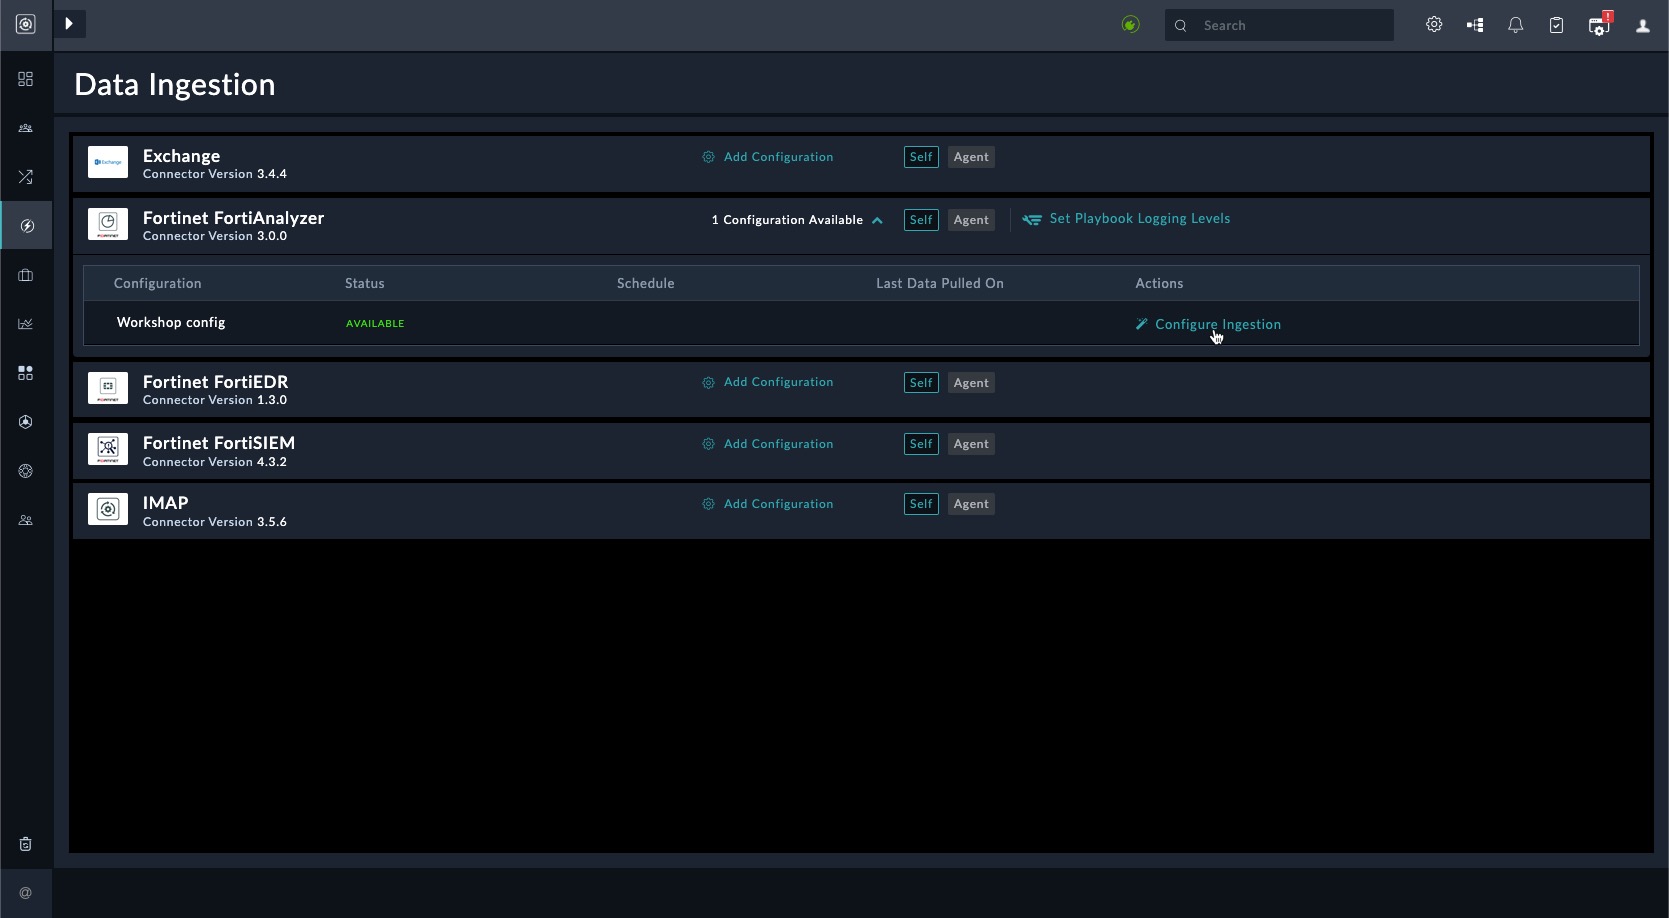 Search
!
Data Ingestion
Exchange
Exchange
Connector Version 3.4.4
Add Configuration
Self
Agent
Fortinet FortiAnalyzer
Connector Version 3.0.0
1 Configuration Available
Self
Agent
Set Playbook Logging Levels
Configuration
Status
Schedule
Last Data Pulled On
Actions
Workshop config
AVAILABLE
Configure Ingestion
Fortinet FortiEDR
Connector Version 1.3.0
Add Configuration
Self
Agent
Fortinet FortiSIEM
Connector Version 4.3.2
Add Configuration
Self
Agent
IMAP
Connector Version 3.5.6
Add Configuration
Self
Agent
@